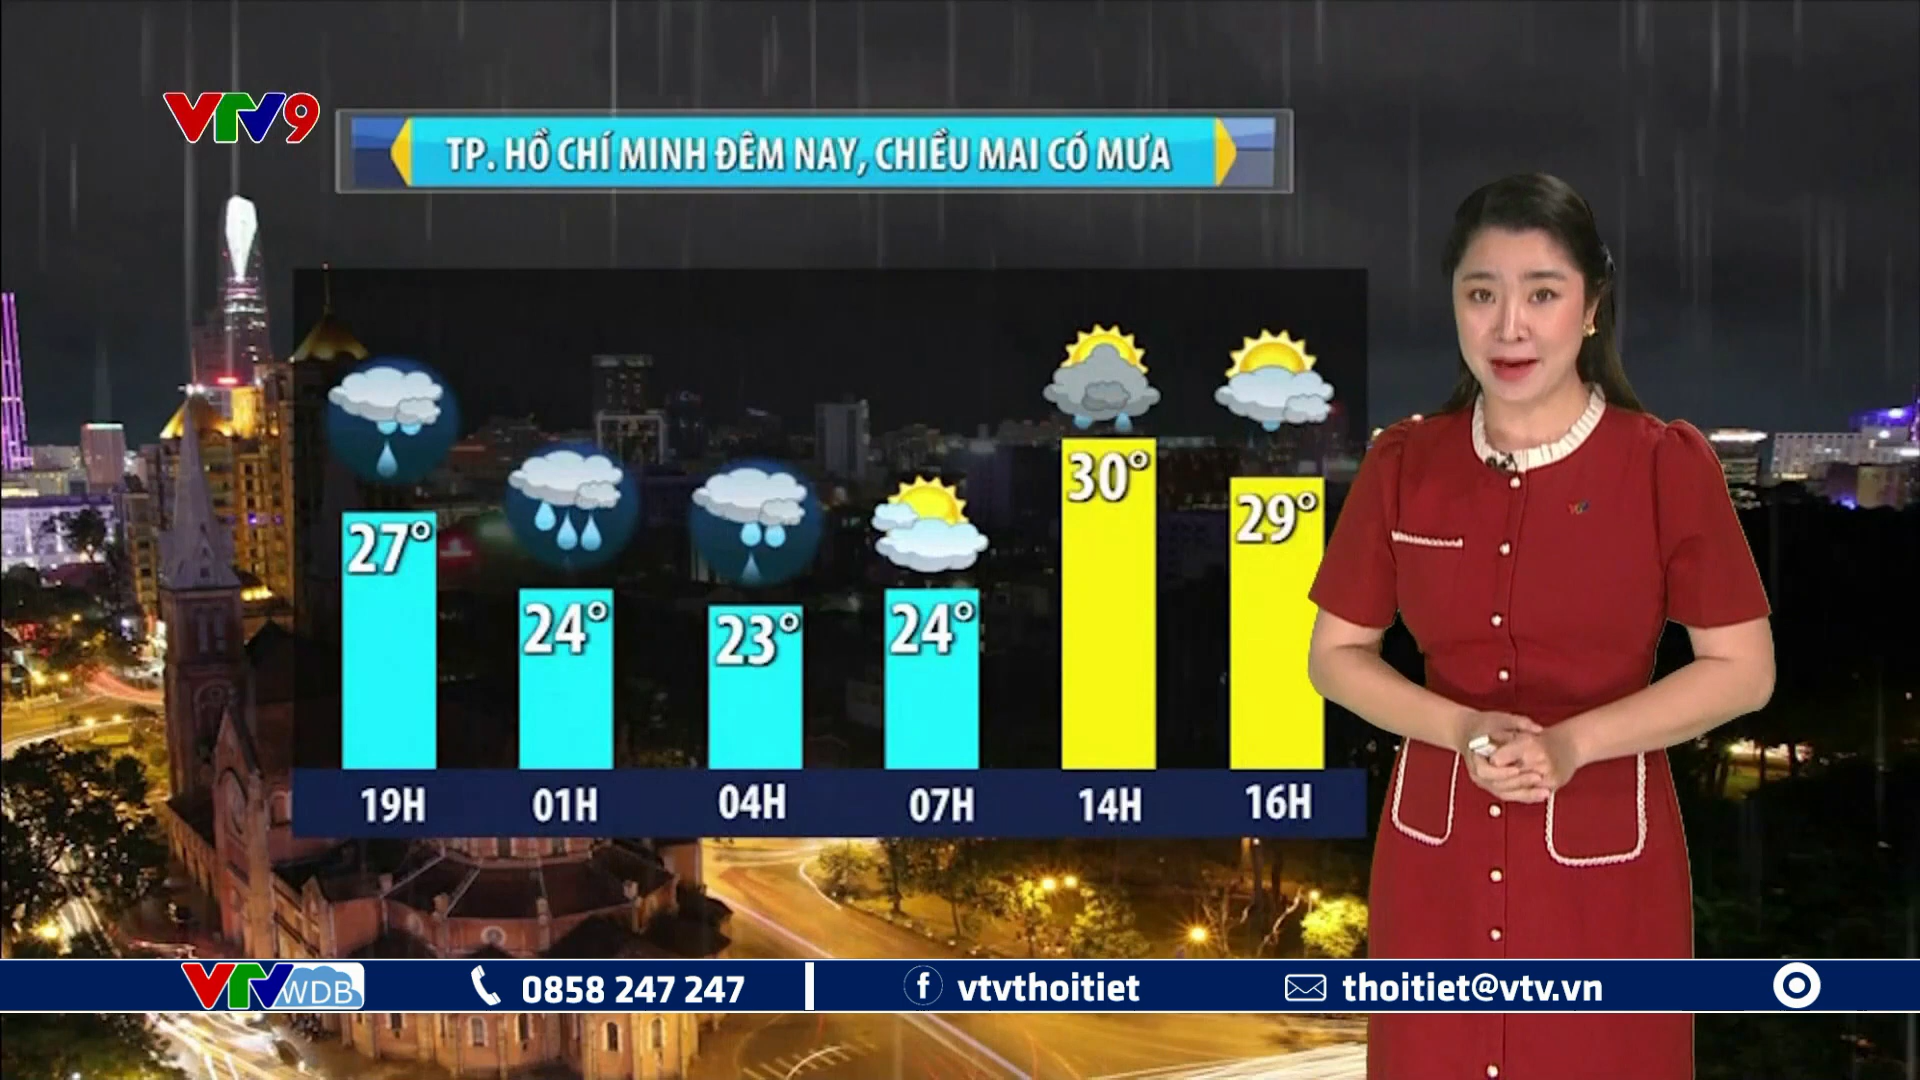 VTV9
TP. HỒ CHÍ MINH ĐÊM NAY, CHIỀU MAI CÓ MƯA
27° 24° 23° 24° 30° 29°
19H 01H 04H 07H 14H 16H
VTV WDB 0858 247 247 vtvthoitiet thoitiet@vtv.vn